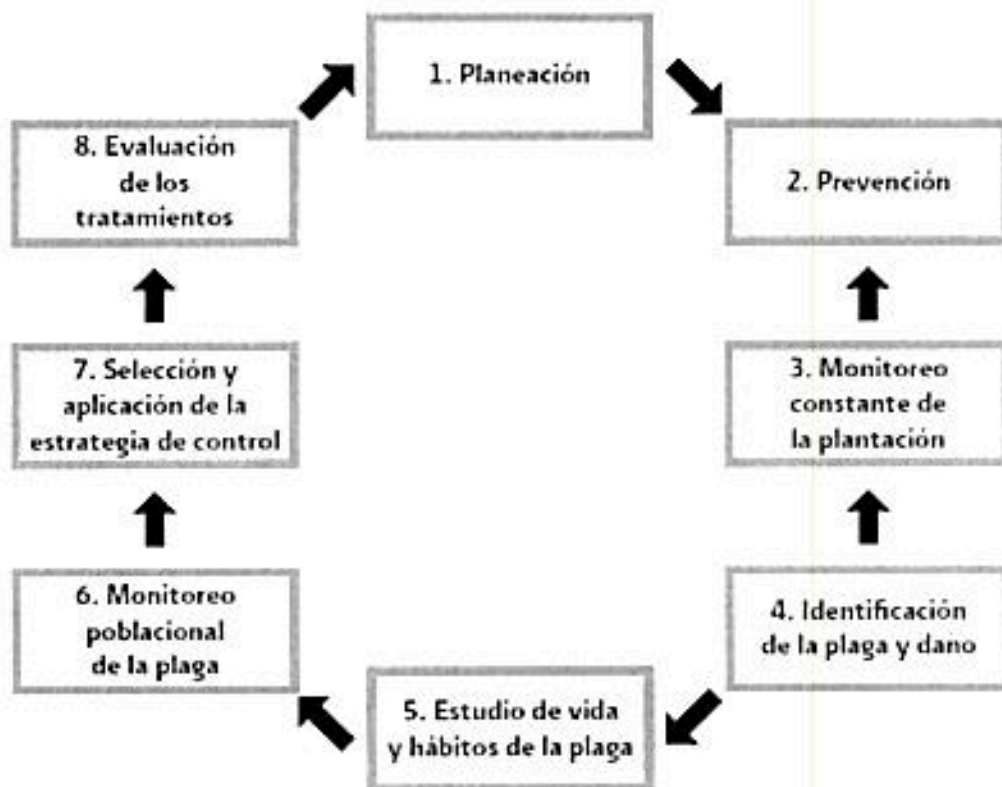 1. Planeación
2. Prevención
3. Monitoreo
constante de
la plantación
4. Identificación
de la plaga y dano
5. Estudio de vida
y hábitos de la plaga
6. Monitoreo
poblacional
de la plaga
7. Selección y
aplicación de la
estrategia de control
8. Evaluación
de los
tratamientos